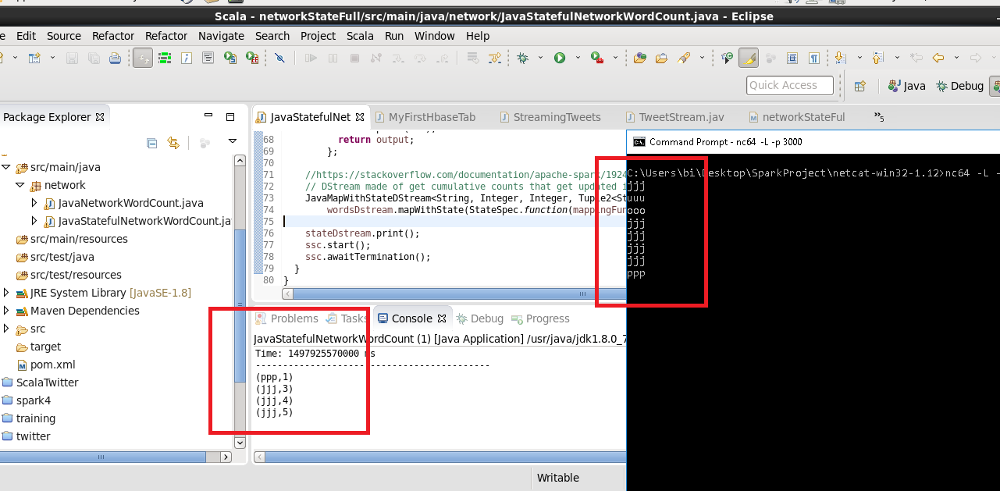 Scala - networkStateFull/src/main/java/network/JavaStatefulNetworkWordCount.java - Eclipse
Edit Source Refactor Refactor Navigate Search Project Scala Run Window Help
Quick Access
Java
Debug
Package Explorer
src/main/java
network
JavaNetworkWordCount.java
JavaStatefulNetworkWordCount.ja
src/main/resources
src/test/java
src/test/resources
JRE System Library [JavaSE-1.8]
Maven Dependencies
src
target
pom.xml
ScalaTwitter
spark4
training
twitter
JavaStatefulNet MyFirstHbaseTab StreamingTweets TweetStream.jav networkStateFul »5
68 return output;
69 };
70
71 //https://stackoverflow.com/documentation/apache-spark/1924
72 // DStream made of get cumulative counts that get updated i
73 JavaMapWithStateDStream<String, Integer, Integer, Tuple2<St
74 wordsDstream.mapWithState(StateSpec.function(mappingFun
75
76 stateDstream.print();
77 ssc.start();
78 ssc.awaitTermination();
79 }
80 }
Problems Tasks Console Debug Progress
JavaStatefulNetworkWordCount (1) [Java Application] /usr/java/jdk1.8.0_7
Time: 1497925570000 ms
-------------------------------------------
(ppp,1)
(jjj,3)
(jjj,4)
(jjj,5)
Writable
Command Prompt - nc64 -L -p 3000
C:\Users\bi\Desktop\SparkProject\netcat-win32-1.12>nc64 -L -
jjj
uuu
ooo
jjj
jjj
jjj
jjj
ppp